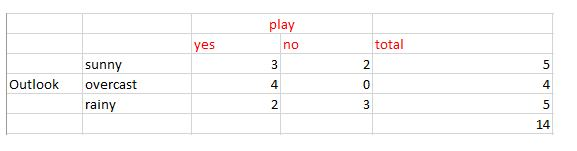 play
yes no total
sunny 3 2 5
Outlook overcast 4 0 4
rainy 2 3 5
14